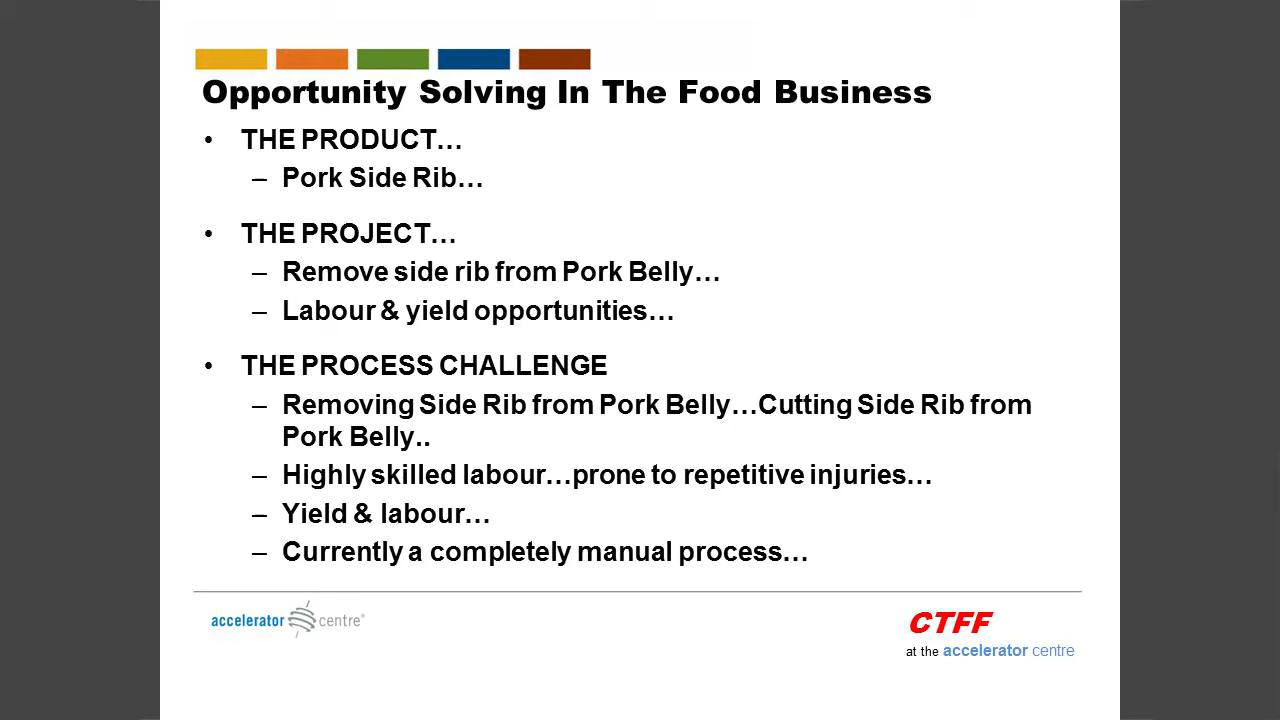 Opportunity Solving In The Food Business
• THE PRODUCT…
– Pork Side Rib…
• THE PROJECT…
– Remove side rib from Pork Belly…
– Labour & yield opportunities…
• THE PROCESS CHALLENGE
– Removing Side Rib from Pork Belly…Cutting Side Rib from
Pork Belly..
– Highly skilled labour…prone to repetitive injuries…
– Yield & labour…
– Currently a completely manual process…
accelerator centre®
CTFF
at the accelerator centre